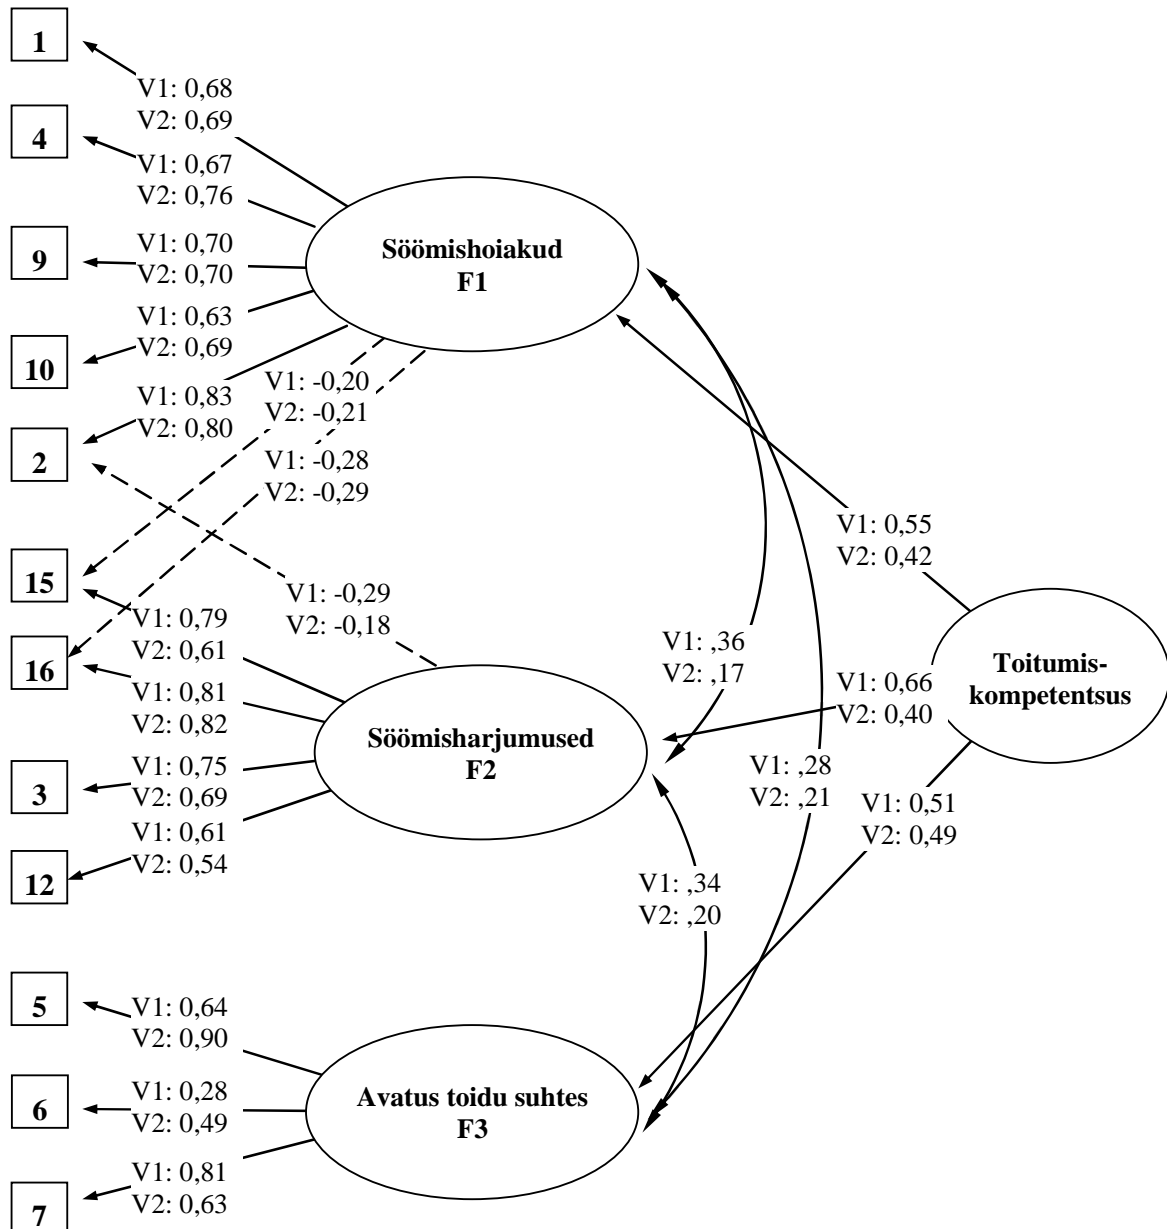 1
V1: 0,68
V2: 0,69
4
V1: 0,67
V2: 0,76
9
V1: 0,70
V2: 0,70
10
V1: 0,63
V2: 0,69
2
V1: 0,83
V2: 0,80
Söömishoiakud
F1
V1: -0,20
V2: -0,21
V1: -0,28
V2: -0,29
15
V1: -0,29
V2: -0,18
V1: 0,79
V2: 0,61
16
V1: 0,81
V2: 0,82
3
V1: 0,75
V2: 0,69
12
V1: 0,61
V2: 0,54
Söömisharjumused
F2
V1: ,36
V2: ,17
V1: 0,55
V2: 0,42
V1: 0,66
V2: 0,40
Toitumis-
kompetentsus
V1: ,28
V2: ,21
V1: 0,51
V2: 0,49
V1: ,34
V2: ,20
5
V1: 0,64
V2: 0,90
6
V1: 0,28
V2: 0,49
7
V1: 0,81
V2: 0,63
Avatus toidu suhtes
F3